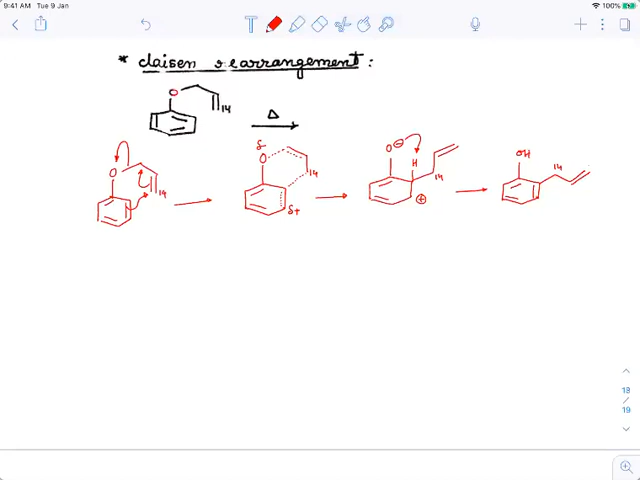 9:41 AM Tue 9 Jan
100%
* claisen rearrangement :
O
14
Δ
O
14
δ
O
14
δ+
O ⊖
H
14
⊕
OH
14
18
/
19